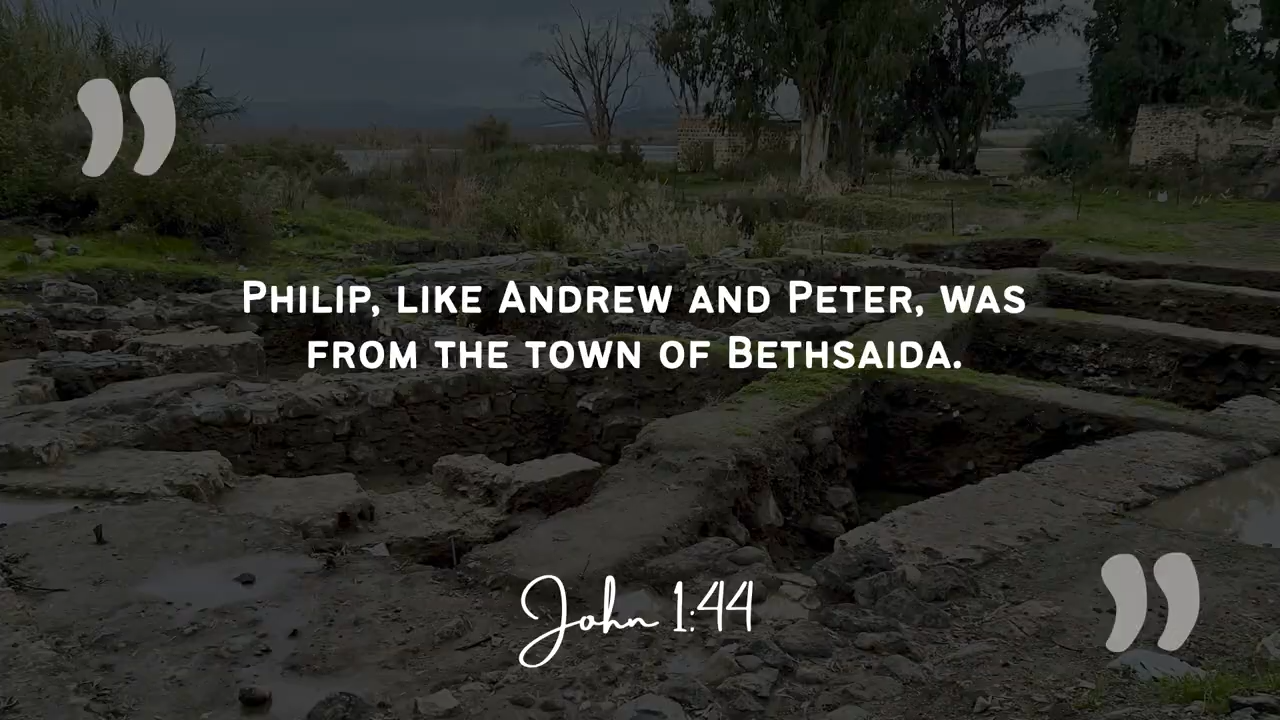 ”
Philip, like Andrew and Peter, was
from the town of Bethsaida.
John 1:44
”